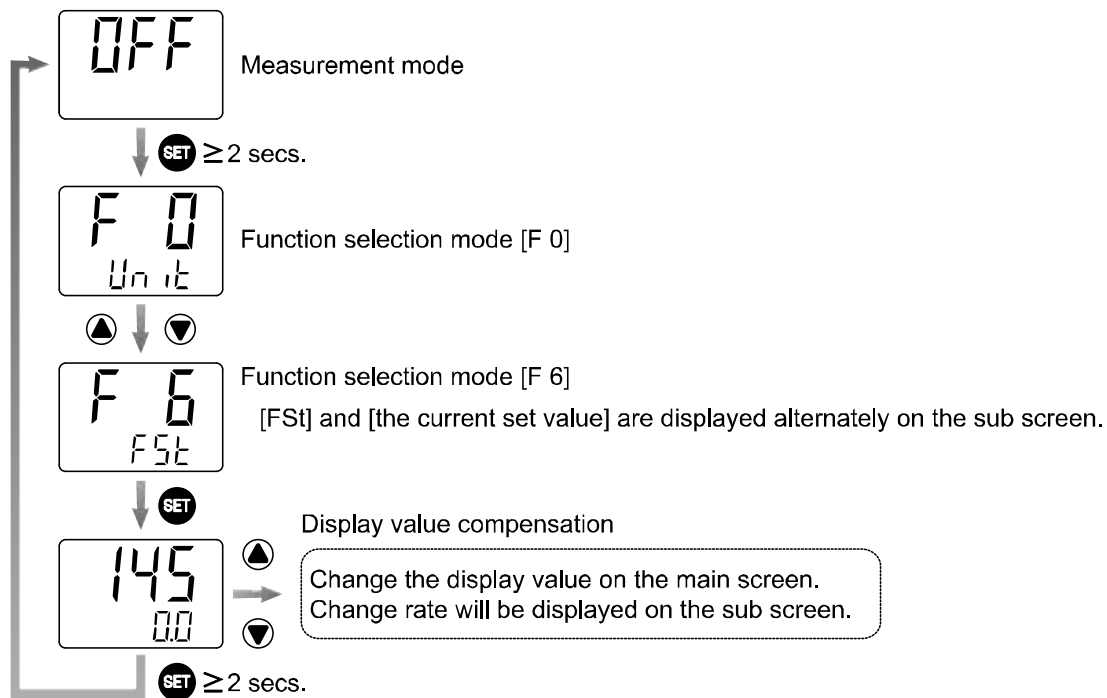 OFF
Measurement mode
SET ≧2 secs.
F 0
Unit
Function selection mode [F 0]
F 6
FSt
Function selection mode [F 6]
[FSt] and [the current set value] are displayed alternately on the sub screen.
SET
Display value compensation
145
0.0
Change the display value on the main screen.
Change rate will be displayed on the sub screen.
SET ≧2 secs.